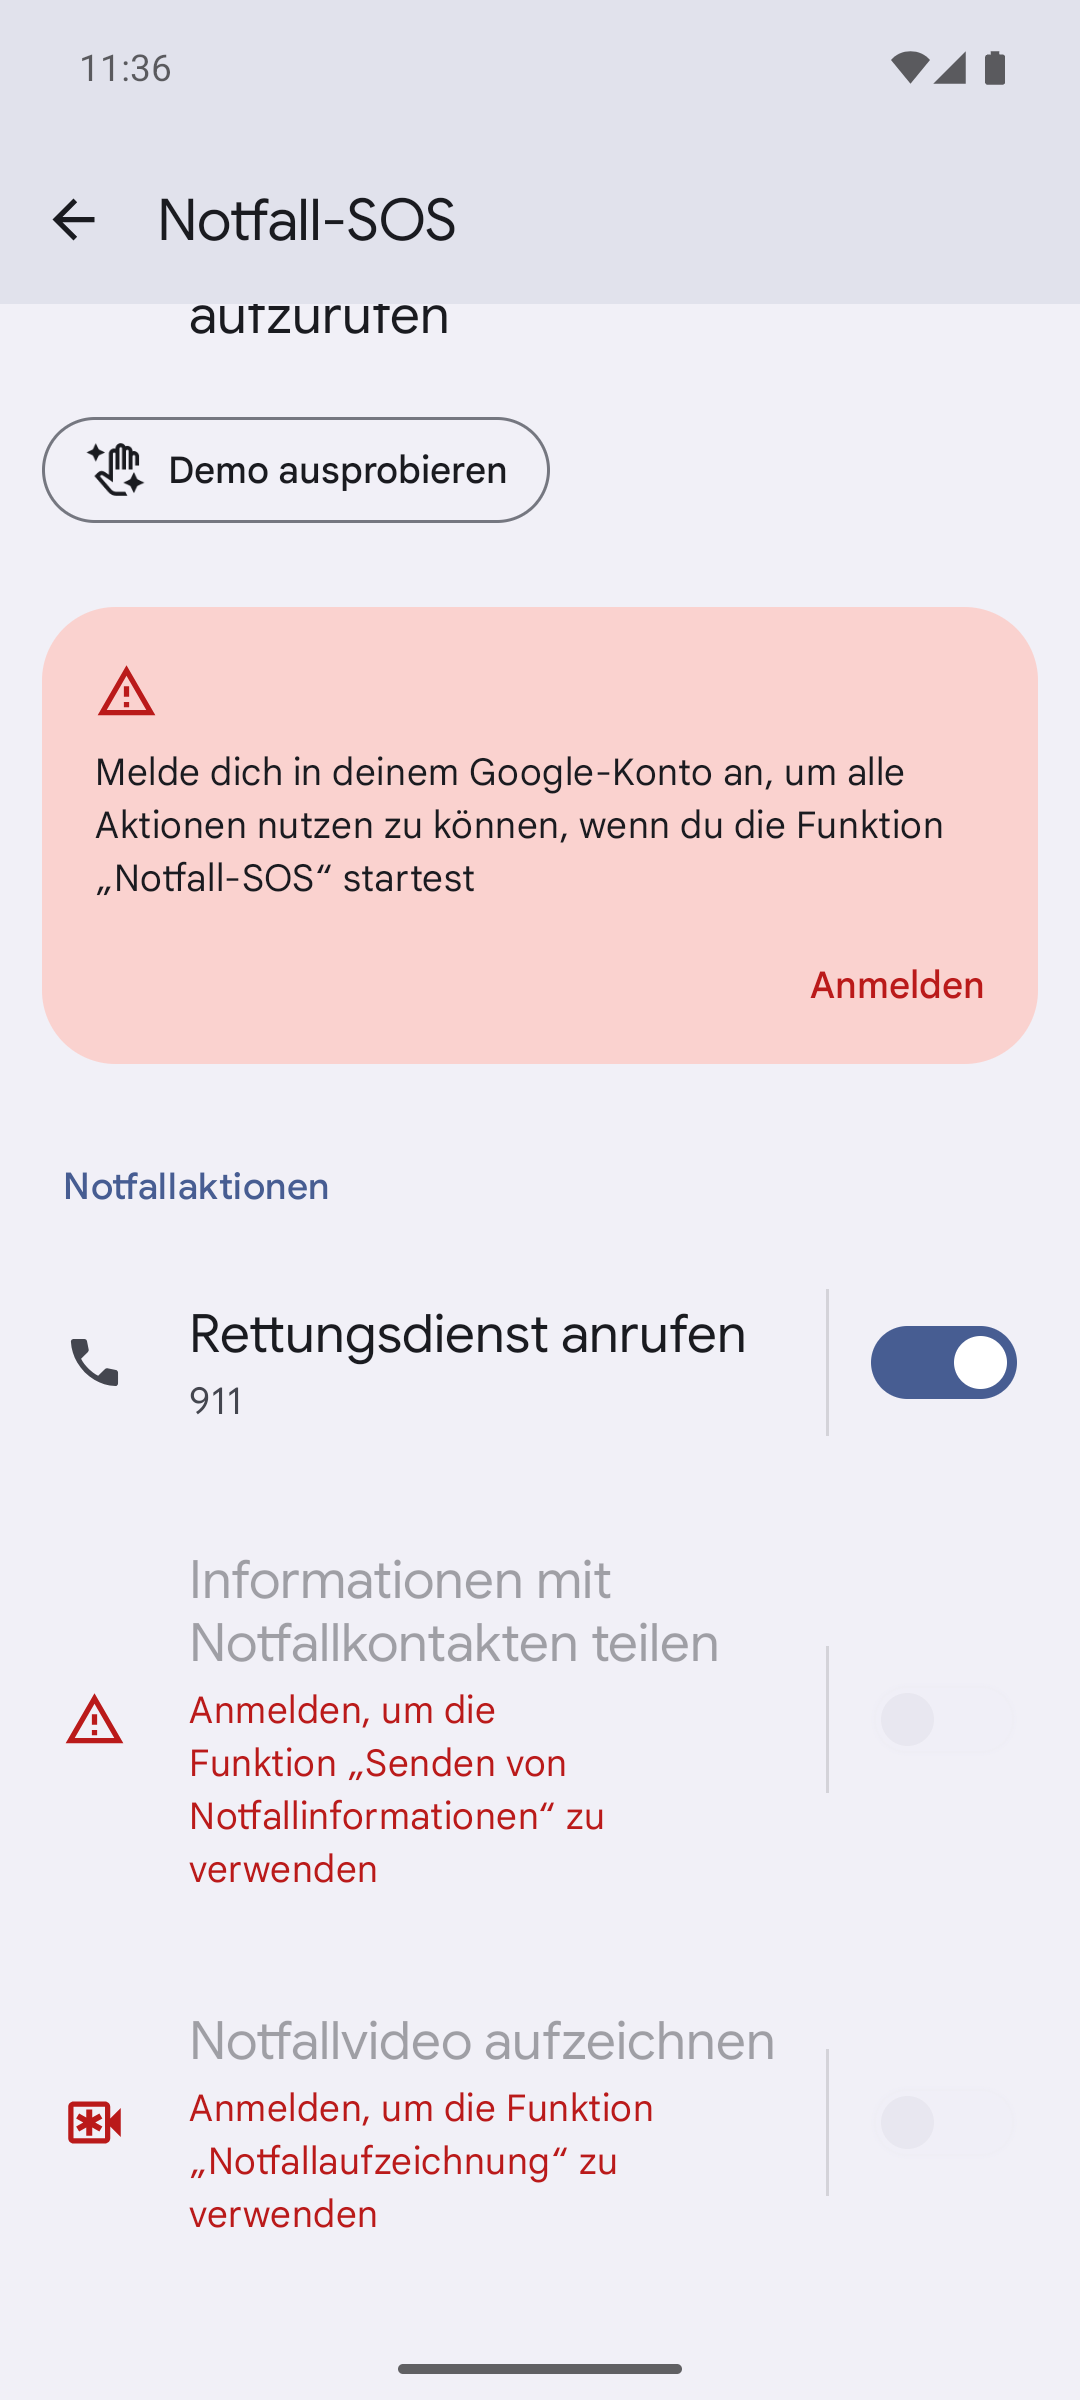 11:36
Notfall-SOS
aufzurufen
Demo ausprobieren
Melde dich in deinem Google-Konto an, um alle
Aktionen nutzen zu können, wenn du die Funktion
„Notfall-SOS“ startest
Anmelden
Notfallaktionen
Rettungsdienst anrufen
911
Informationen mit
Notfallkontakten teilen
Anmelden, um die
Funktion „Senden von
Notfallinformationen“ zu
verwenden
Notfallvideo aufzeichnen
Anmelden, um die Funktion
„Notfallaufzeichnung“ zu
verwenden